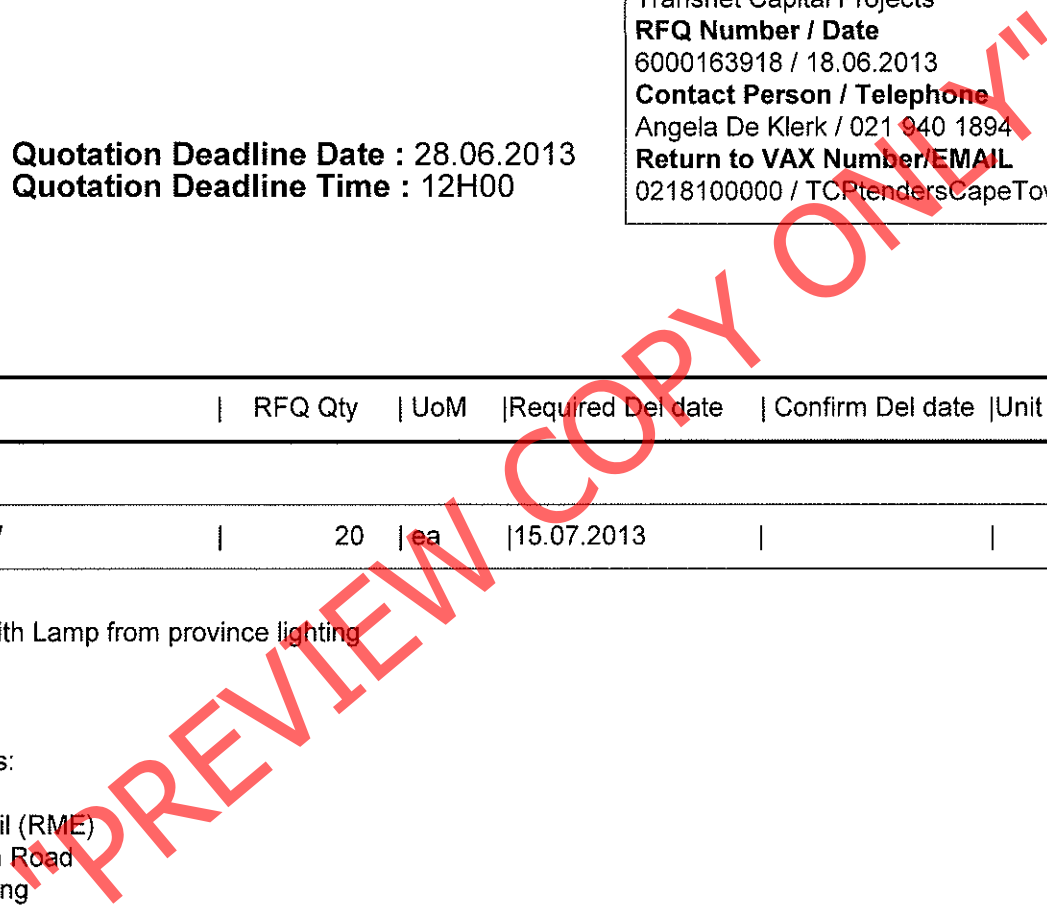 Transnet Capital Projects
RFQ Number / Date
6000163918 / 18.06.2013
Contact Person / Telephone
Angela De Klerk / 021 940 1894
Return to VAX Number/EMAIL
0218100000 / TCPtendersCapeTo
Quotation Deadline Date : 28.06.2013
Quotation Deadline Time : 12H00
| RFQ Qty | UoM |Required Del date | Confirm Del date |Unit
| 20 | ea |15.07.2013 | |
ith Lamp from province lighting
s:
il (RME)
Road
ng
"PREVIEW COPY ONLY"